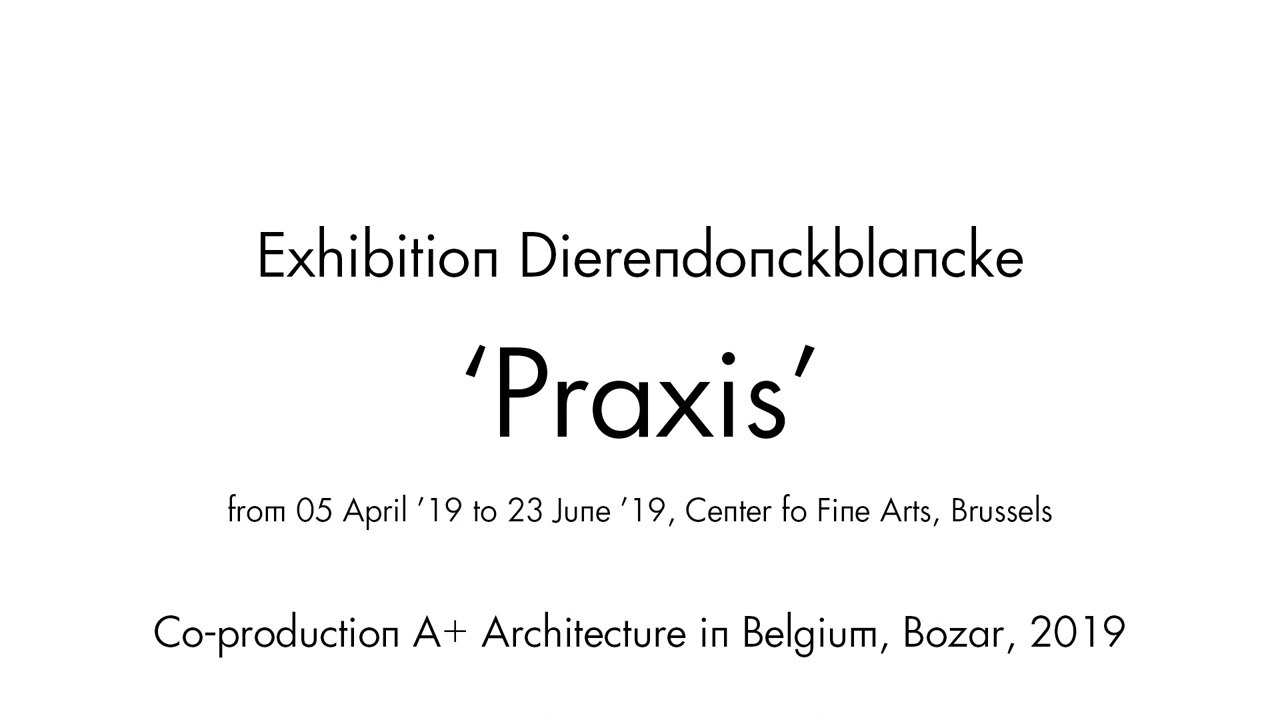 Exhibition Dierendonckblancke
‘Praxis’
from 05 April ’19 to 23 June ’19, Center fo Fine Arts, Brussels
Co-production A+ Architecture in Belgium, Bozar, 2019